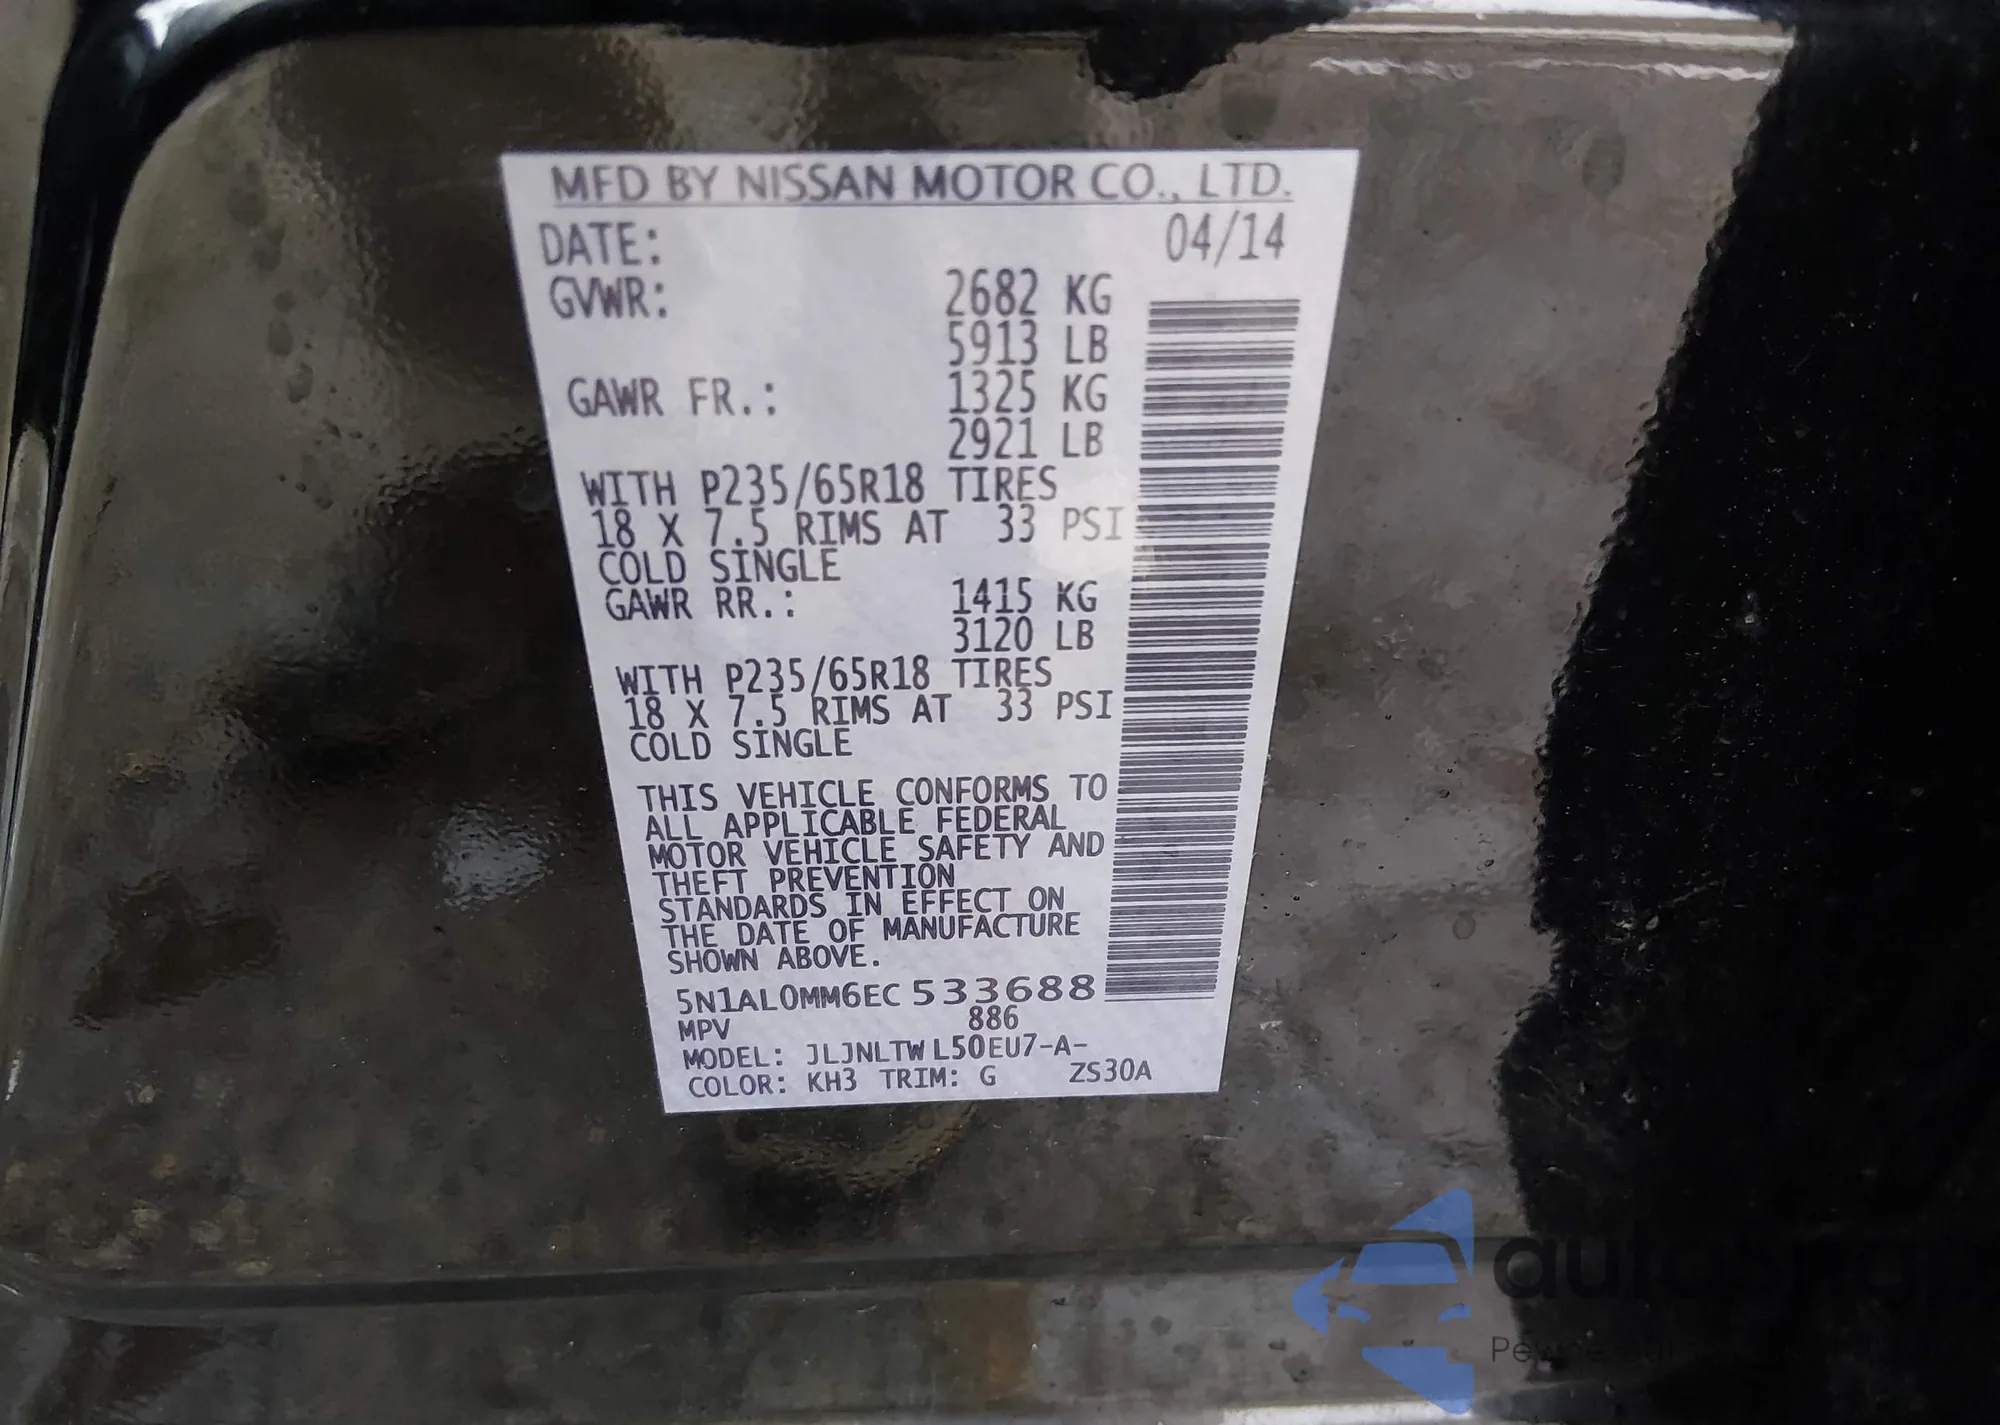 MFD BY NISSAN MOTOR CO., LTD.
DATE: 04/14
GVWR: 2682 KG
5913 LB
GAWR FR.: 1325 KG
2921 LB
WITH P235/65R18 TIRES
18 X 7.5 RIMS AT 33 PSI
COLD SINGLE
GAWR RR.: 1415 KG
3120 LB
WITH P235/65R18 TIRES
18 X 7.5 RIMS AT 33 PSI
COLD SINGLE
THIS VEHICLE CONFORMS TO
ALL APPLICABLE FEDERAL
MOTOR VEHICLE SAFETY AND
THEFT PREVENTION
STANDARDS IN EFFECT ON
THE DATE OF MANUFACTURE
SHOWN ABOVE.
5N1AL0MM6EC533688
MPV 886
MODEL: JLJNLTWL50EU7-A-
COLOR: KH3 TRIM: G ZS30A